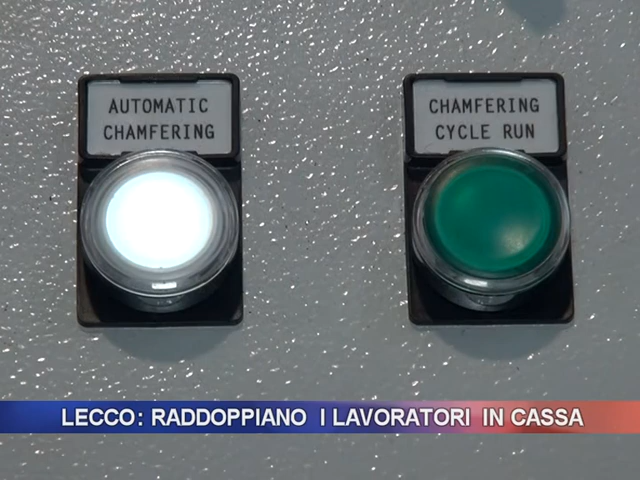 AUTOMATIC
CHAMFERING
CHAMFERING
CYCLE RUN
LECCO: RADDOPPIANO I LAVORATORI IN CASSA